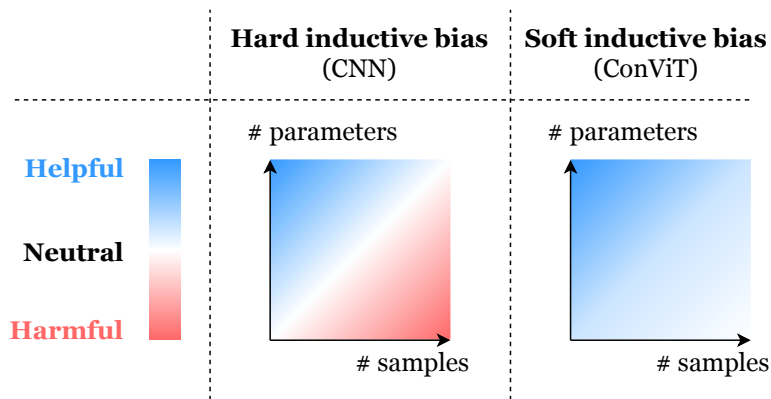 Hard inductive bias
(CNN)
Soft inductive bias
(ConViT)
Helpful
Neutral
Harmful
# parameters
# samples
# parameters
# samples